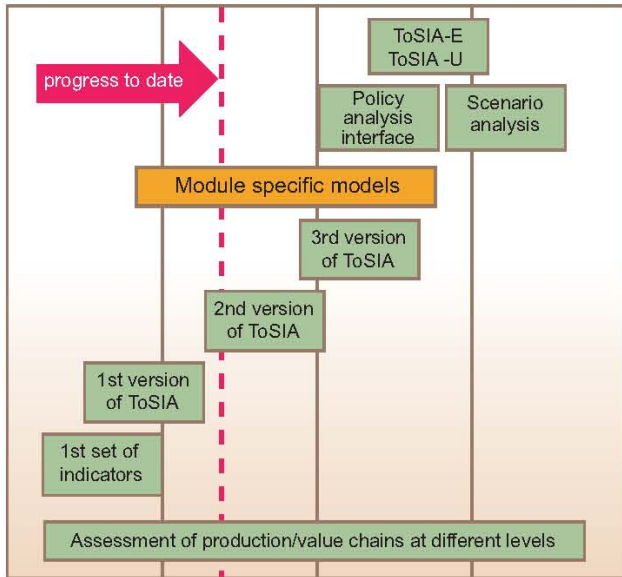 ToSIA-E
ToSIA -U
progress to date
Policy
analysis
interface
Scenario
analysis
Module specific models
3rd version
of ToSIA
2nd version
of ToSIA
1st version
of ToSIA
1st set of
indicators
Assessment of production/value chains at different levels